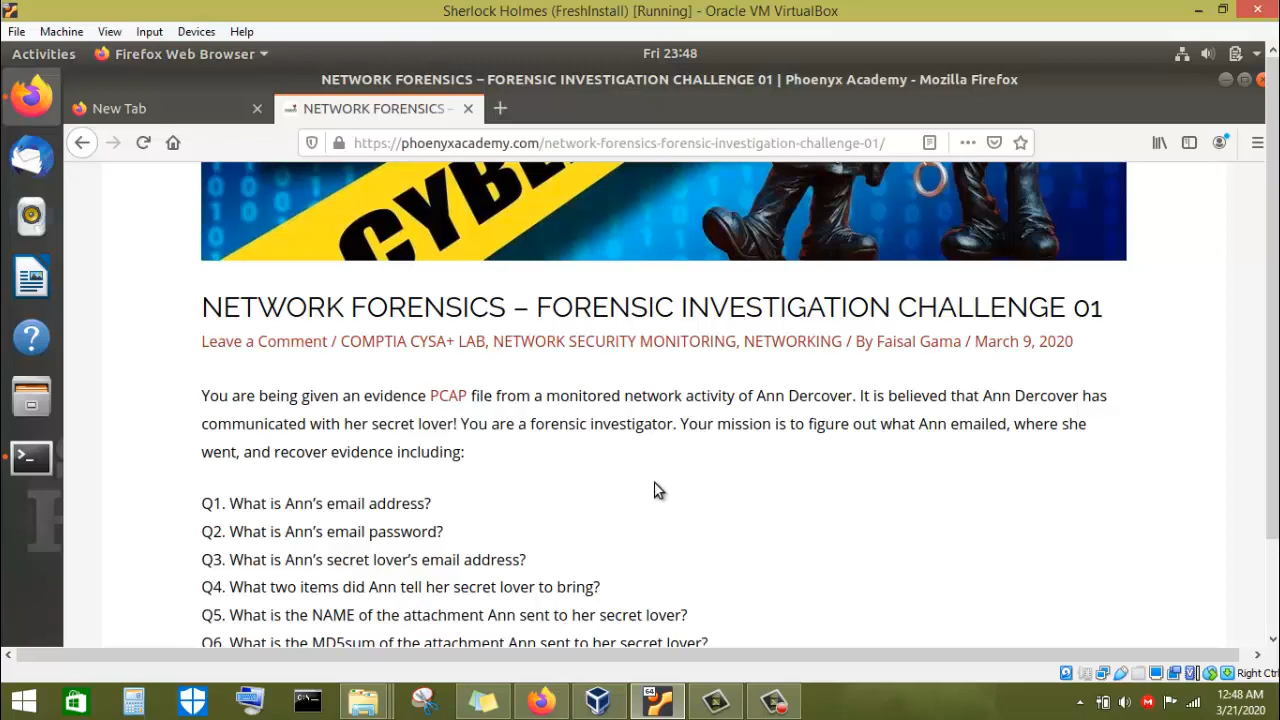 Sherlock Holmes (FreshInstall) [Running] - Oracle VM VirtualBox
File Machine View Input Devices Help
Activities Firefox Web Browser Fri 23:48
NETWORK FORENSICS – FORENSIC INVESTIGATION CHALLENGE 01 | Phoenyx Academy - Mozilla Firefox
New Tab NETWORK FORENSICS –
https://phoenyxacademy.com/network-forensics-forensic-investigation-challenge-01/
CYBE
NETWORK FORENSICS – FORENSIC INVESTIGATION CHALLENGE 01
Leave a Comment / COMPTIA CYSA+ LAB, NETWORK SECURITY MONITORING, NETWORKING / By Faisal Gama / March 9, 2020
You are being given an evidence PCAP file from a monitored network activity of Ann Dercover. It is believed that Ann Dercover has
communicated with her secret lover! You are a forensic investigator. Your mission is to figure out what Ann emailed, where she
went, and recover evidence including:
Q1. What is Ann’s email address?
Q2. What is Ann’s email password?
Q3. What is Ann’s secret lover’s email address?
Q4. What two items did Ann tell her secret lover to bring?
Q5. What is the NAME of the attachment Ann sent to her secret lover?
Q6. What is the MD5sum of the attachment Ann sent to her secret lover?
Right Ctrl
64
12:48 AM
3/21/2020